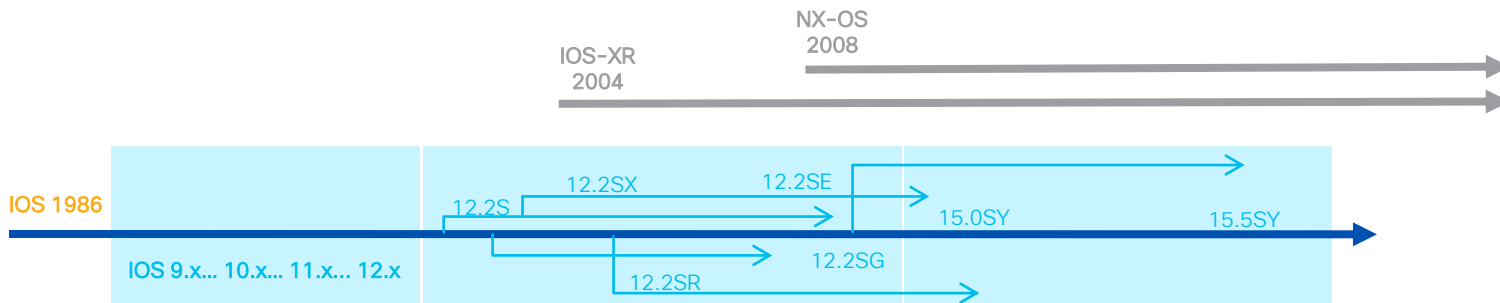 NX-OS
2008
IOS-XR
2004
12.2SX
12.2SE
IOS 1986
12.2S
15.0SY
15.5SY
IOS 9.x... 10.x... 11.x... 12.x
12.2SG
12.2SR